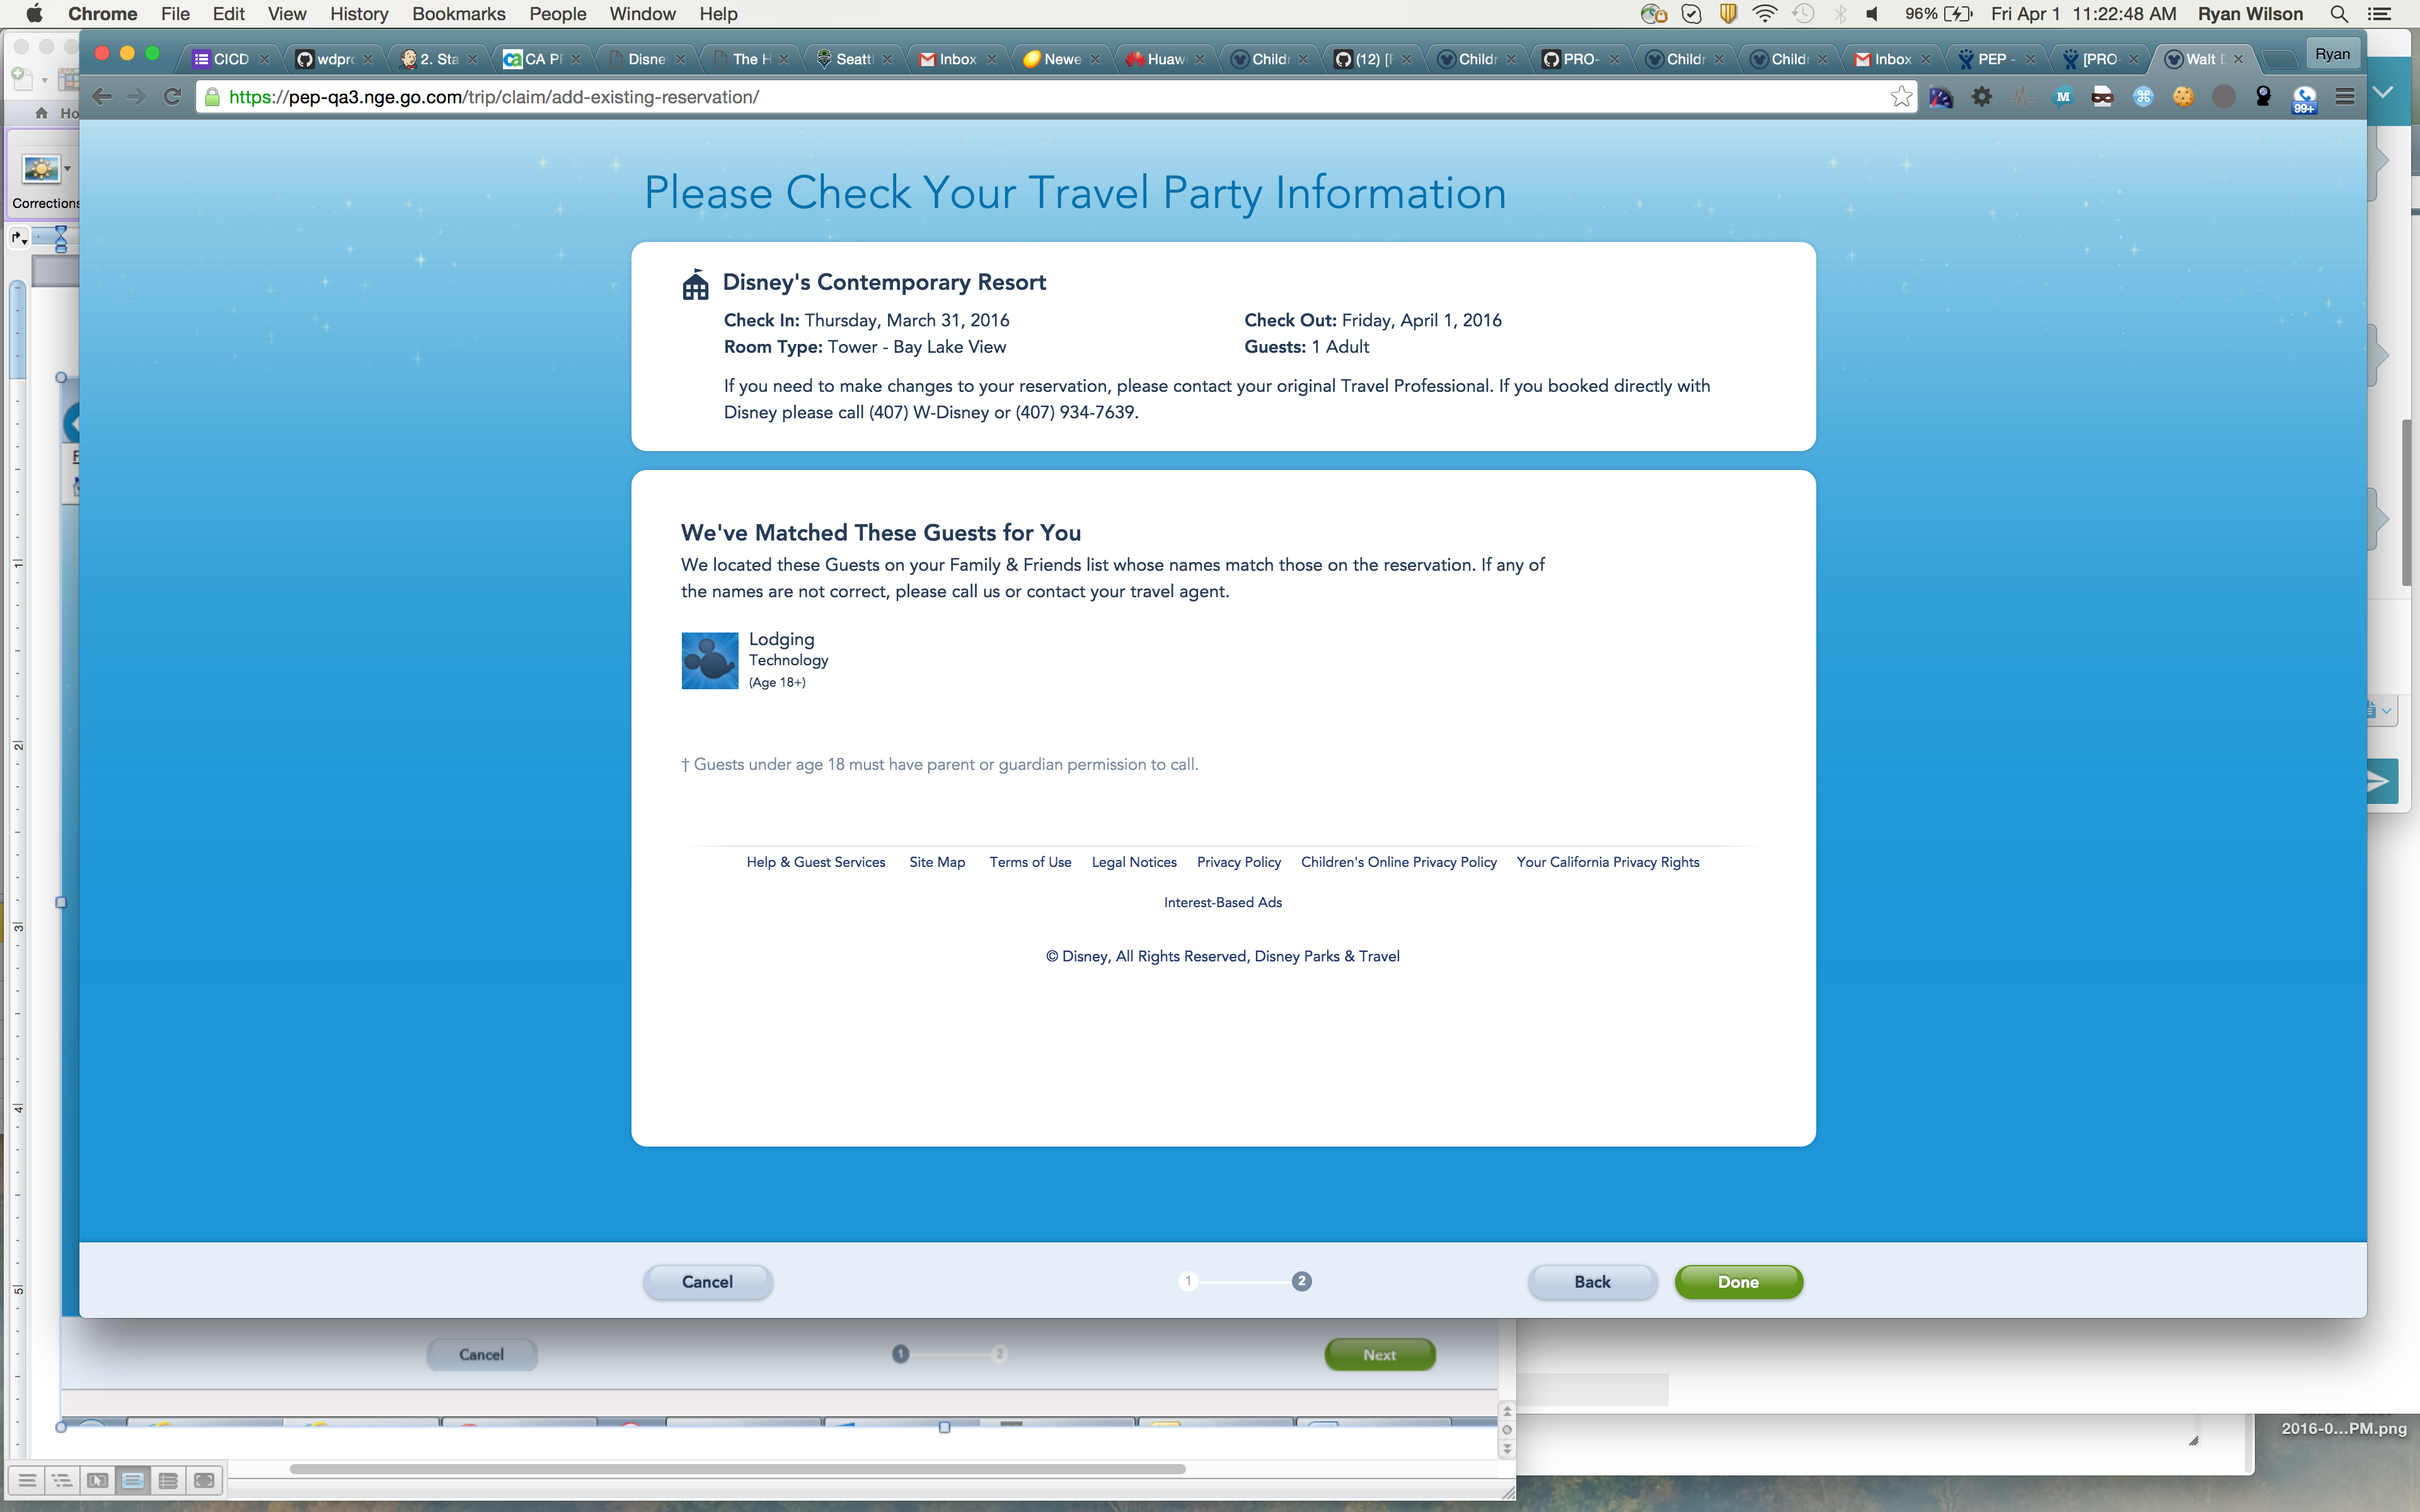 Chrome File Edit View History Bookmarks People Window Help
96% Fri Apr 1 11:22:48 AM Ryan Wilson
CICD wdpr 2. Sta CA P Disne The H Seatt Inbox Newe Huaw Child (12) [ Child PRO- Child Child Inbox PEP - [PRO Walt D Ryan
https://pep-qa3.nge.go.com/trip/claim/add-existing-reservation/
M
99+
Ho
Corrections
Please Check Your Travel Party Information
Disney's Contemporary Resort
Check In: Thursday, March 31, 2016
Check Out: Friday, April 1, 2016
Room Type: Tower - Bay Lake View
Guests: 1 Adult
If you need to make changes to your reservation, please contact your original Travel Professional. If you booked directly with
Disney please call (407) W-Disney or (407) 934-7639.
We've Matched These Guests for You
We located these Guests on your Family & Friends list whose names match those on the reservation. If any of
the names are not correct, please call us or contact your travel agent.
Lodging
Technology
(Age 18+)
† Guests under age 18 must have parent or guardian permission to call.
Help & Guest Services Site Map Terms of Use Legal Notices Privacy Policy Children's Online Privacy Policy Your California Privacy Rights
Interest-Based Ads
© Disney, All Rights Reserved, Disney Parks & Travel
Cancel 1 2 Back Done
Cancel 1 2 Next
2016-0...PM.png
1
2
3
4
5